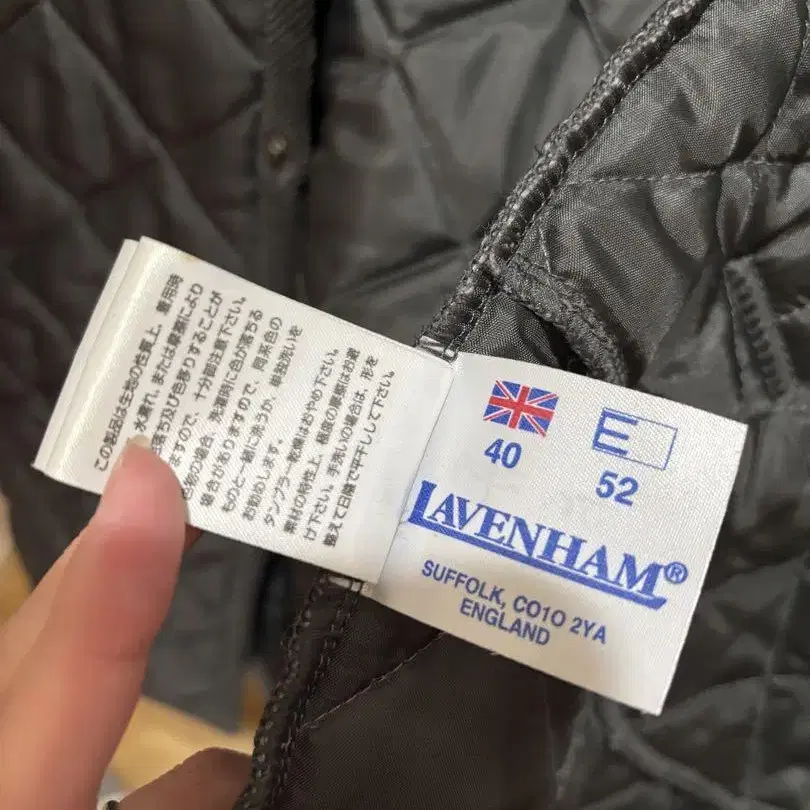 この製品は生地の性質上、着用時
、水濡れ、または摩擦により
落ち及び色移りすることが
ますので、十分御注意下さい。
色物の場合、洗濯時に色が落ちる
場合がありますので、同系色の
ものと一緒に洗うか、単独洗いを
お勧めします。
タンブラー乾燥はおやめ下さい。
素材の特性上、極度の摩擦はお避
け下さい。手洗いの場合は、形を
整えて日陰で平干しして下さい。
40
E
52
LAVENHAM®
SUFFOLK, CO10 2YA
ENGLAND